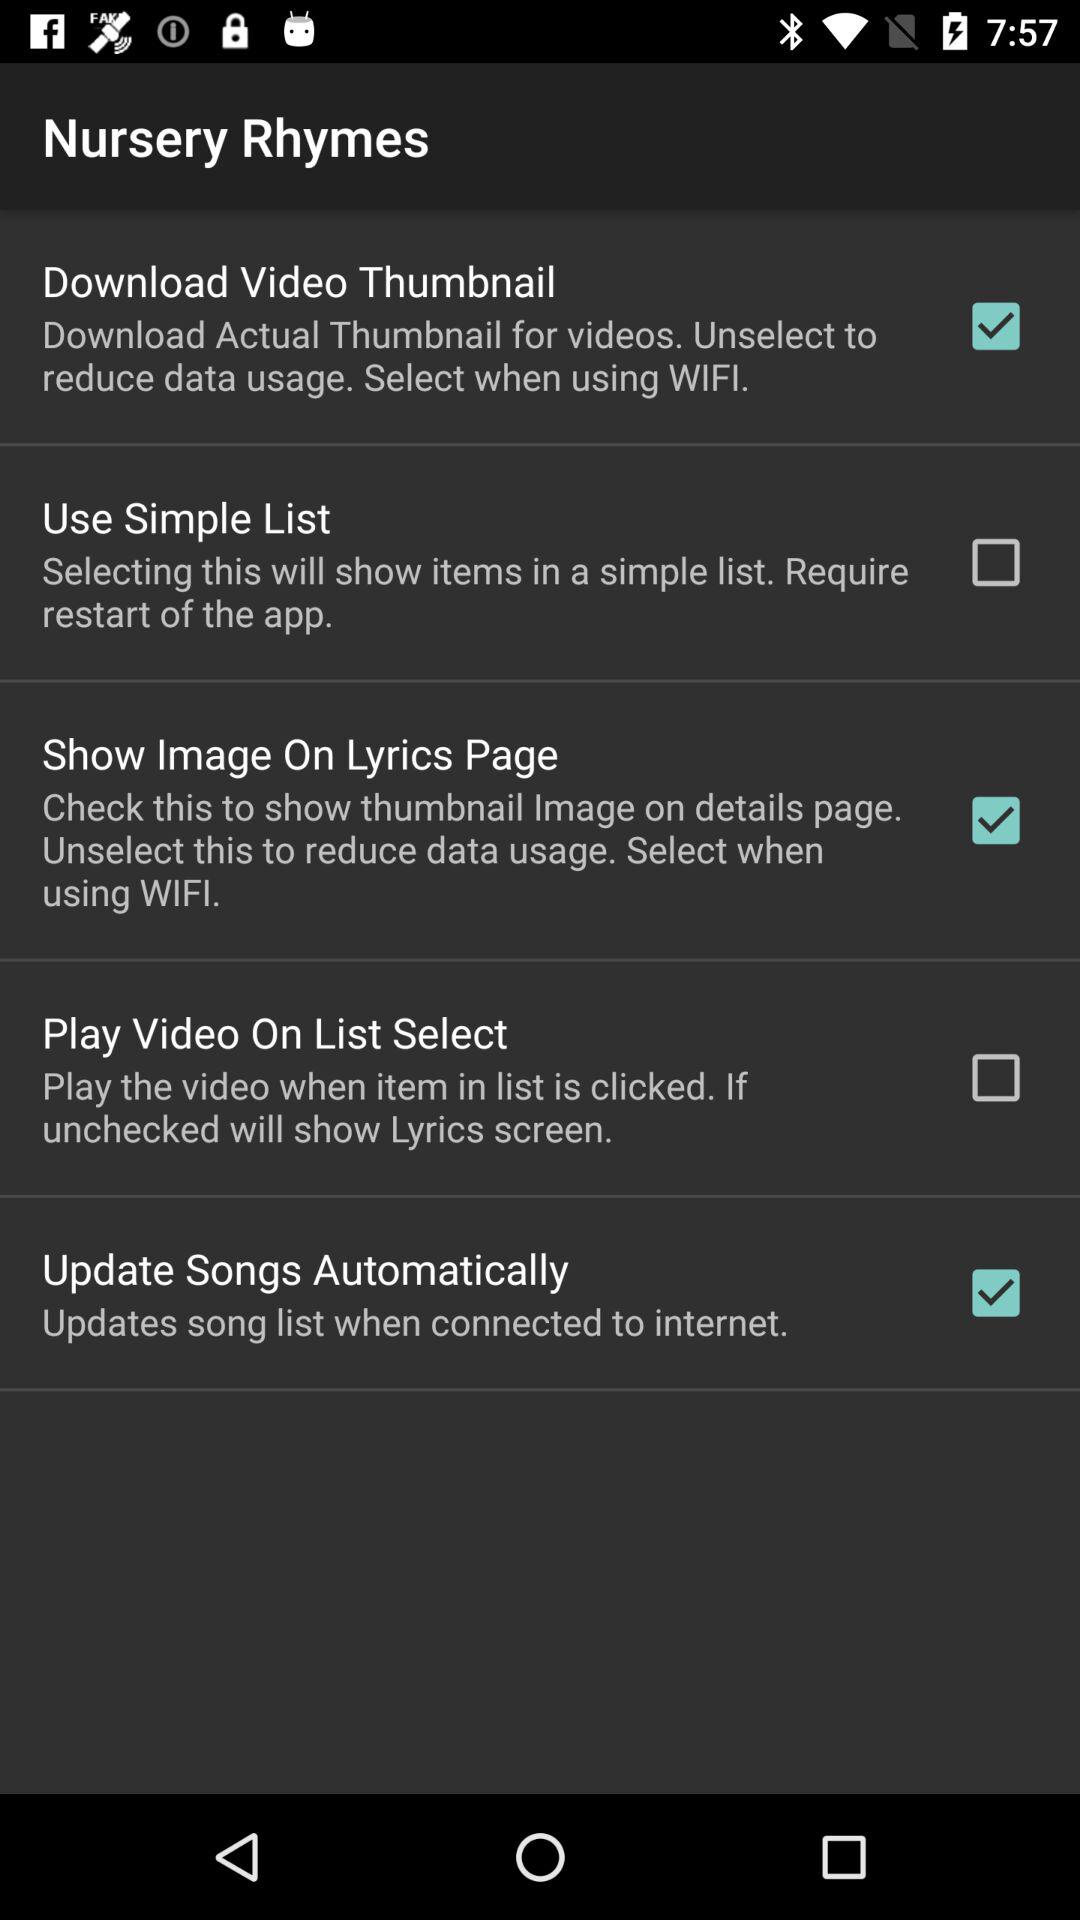 FAKE
7:57
Nursery Rhymes
Download Video Thumbnail
Download Actual Thumbnail for videos. Unselect to
reduce data usage. Select when using WIFI.
Use Simple List
Selecting this will show items in a simple list. Require
restart of the app.
Show Image On Lyrics Page
Check this to show thumbnail Image on details page.
Unselect this to reduce data usage. Select when
using WIFI.
Play Video On List Select
Play the video when item in list is clicked. If
unchecked will show Lyrics screen.
Update Songs Automatically
Updates song list when connected to internet.